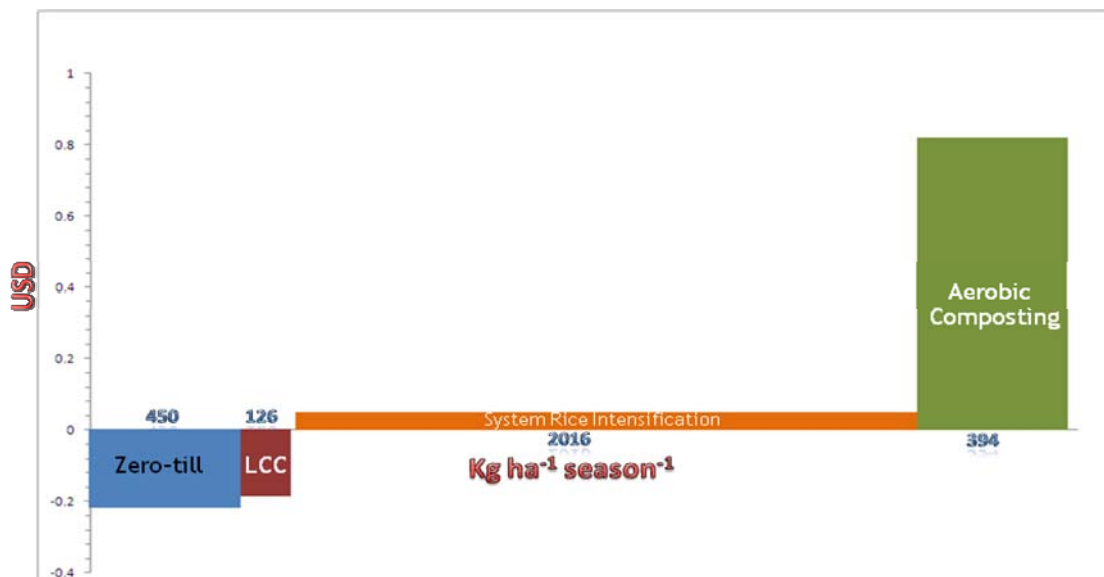 1
0.8
0.6
0.4
0.2
0
-0.2
-0.4
USD
450
126
2016
394
Zero-till
LCC
System Rice Intensification
Aerobic
Composting
Kg ha⁻¹ season⁻¹